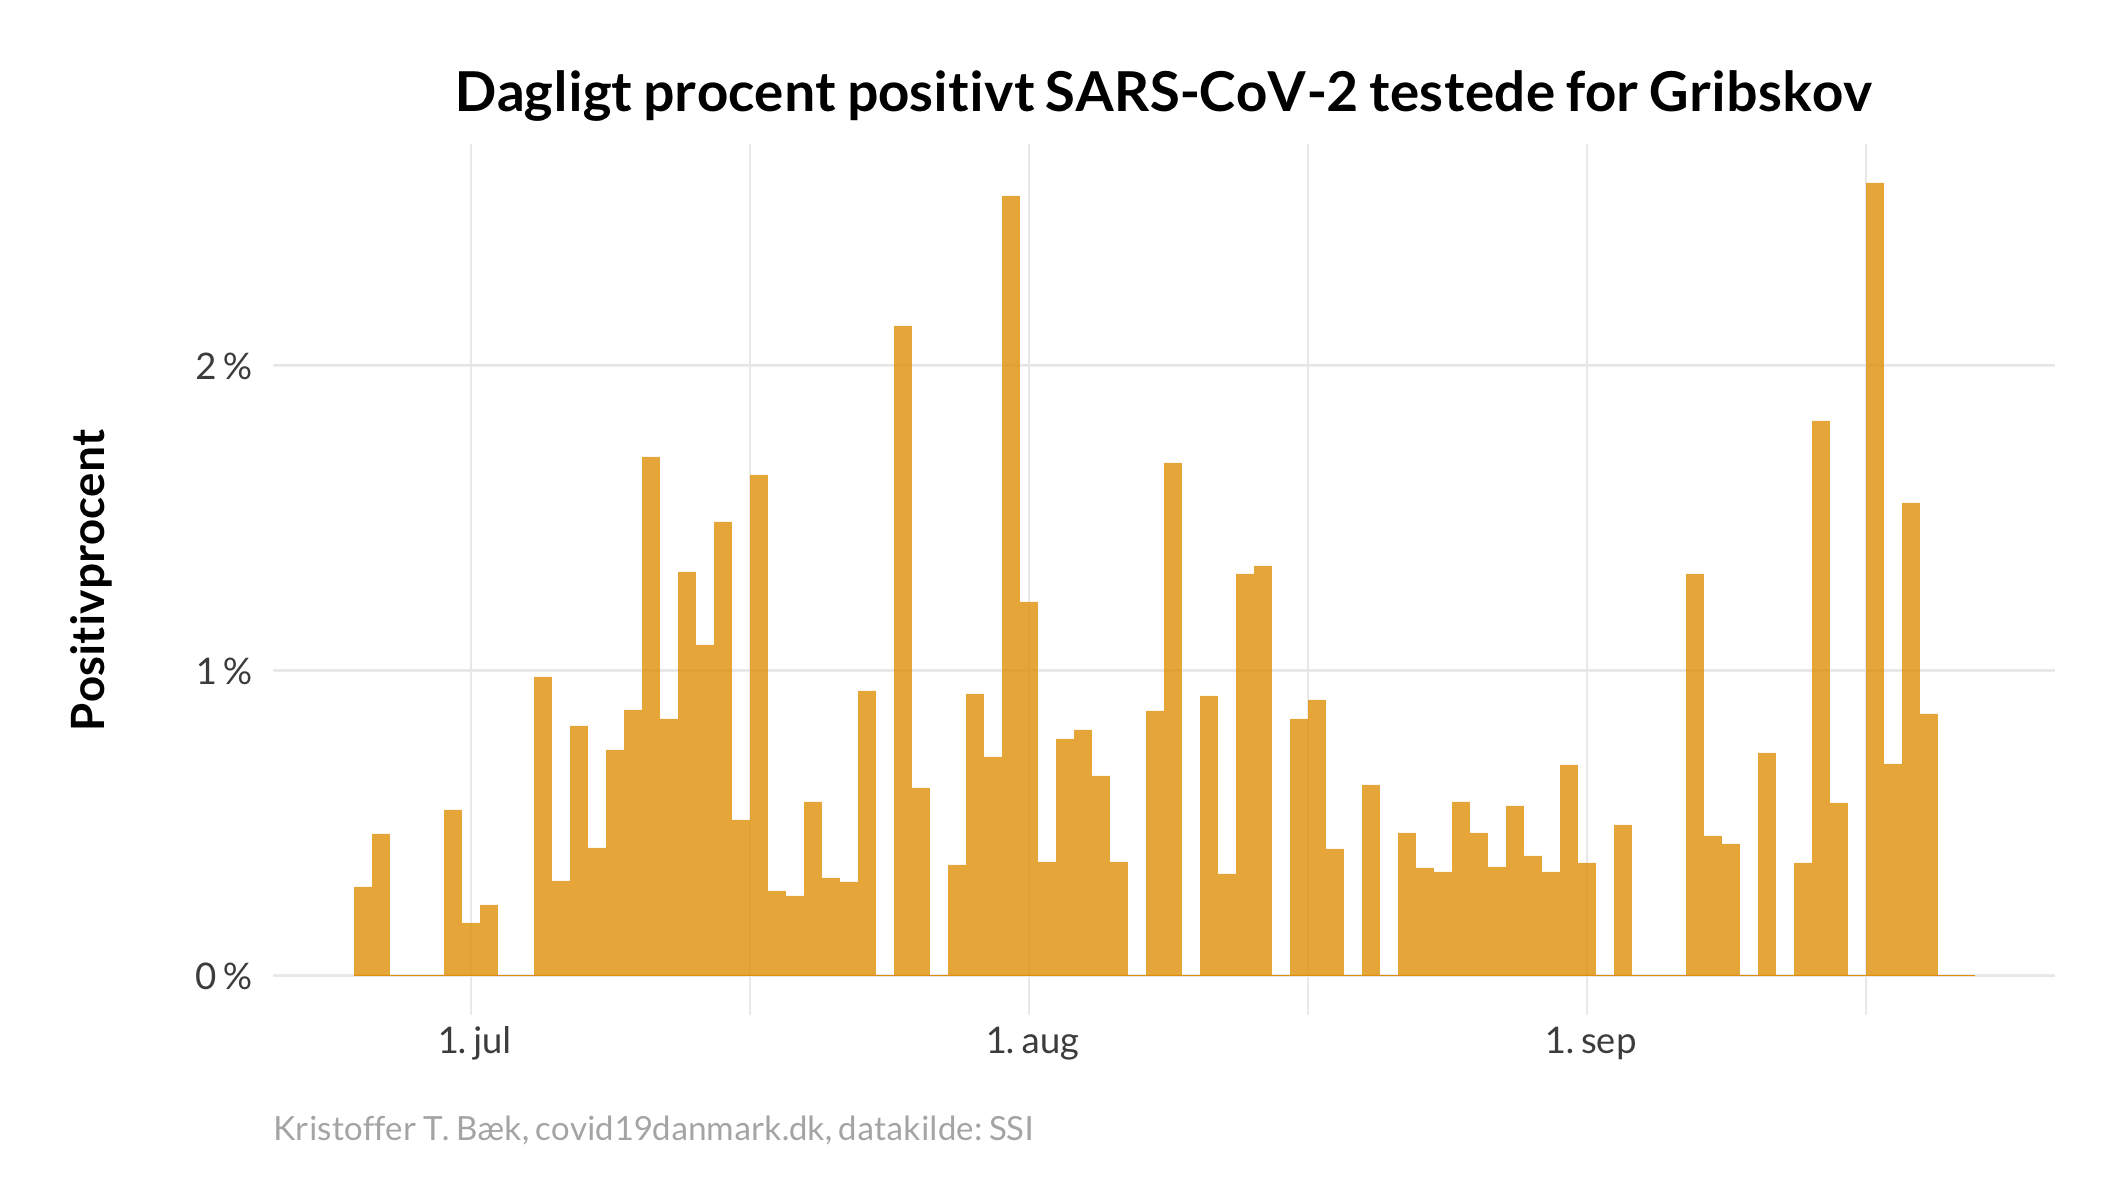 Dagligt procent positivt SARS-CoV-2 testede for Gribskov
Positivprocent
2 %
1 %
0 %
1. jul
1. aug
1. sep
Kristoffer T. Bæk, covid19danmark.dk, datakilde: SSI